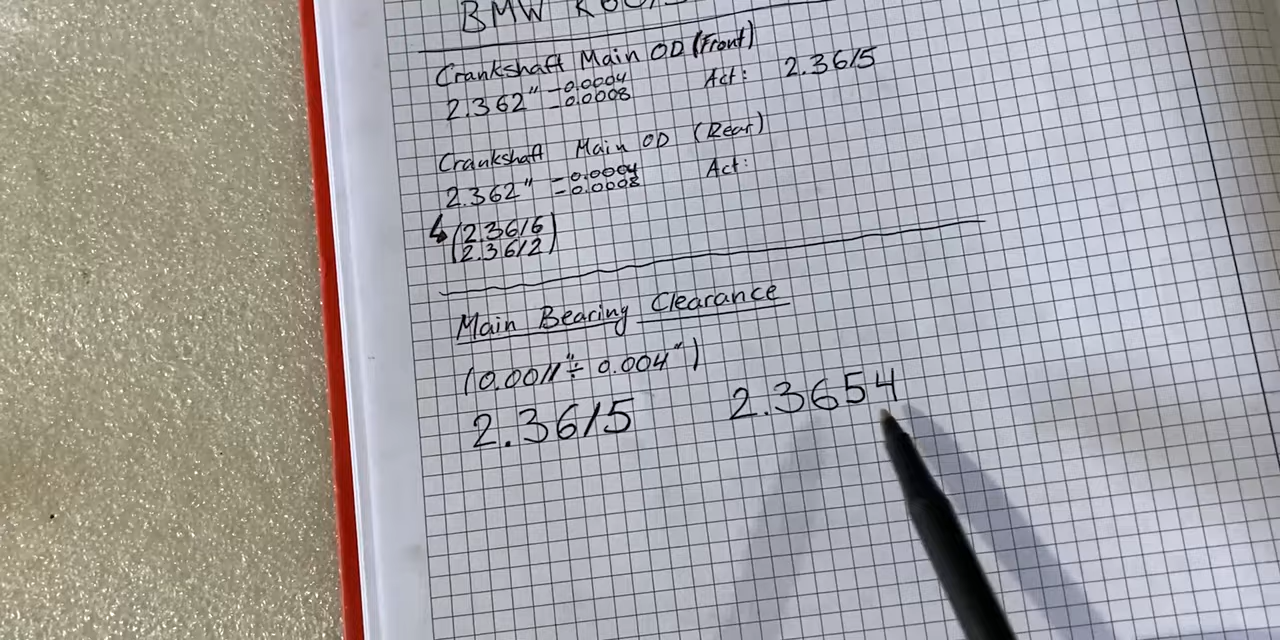 BMW
Crankshaft Main OD (Front)
2.362" -0.0004 Act: 2.3615
-0.0008
Crankshaft Main OD (Rear)
2.362" -0.0004 Act:
-0.0008
(2.3616
2.3612)
Main Bearing Clearance
(0.0011" ÷ 0.004")
2.3615 2.3654